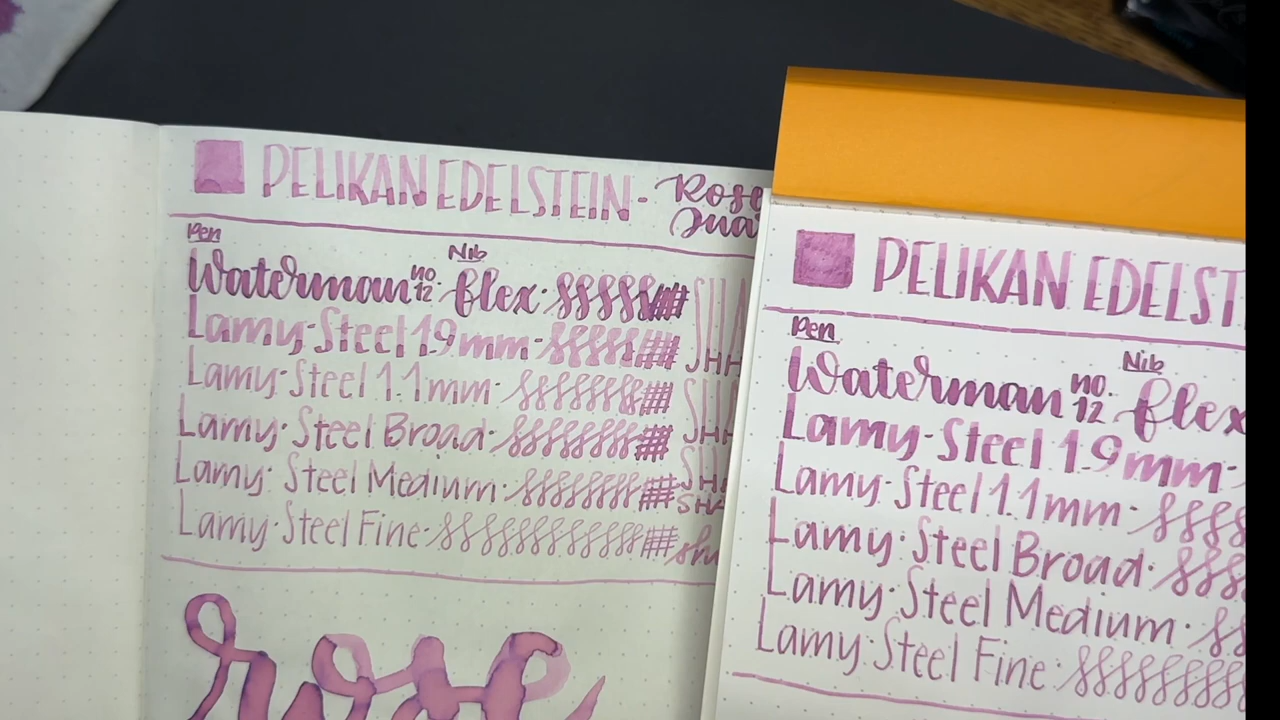 PELIKAN EDELSTEIN - Rose
Pen Nib
Waterman no. 12 flex
Lamy Steel 1.9mm
Lamy Steel 1.1mm
Lamy Steel Broad
Lamy Steel Medium
Lamy Steel Fine
rose
PELIKAN EDELST
Pen Nib
Waterman no. 12 flex
Lamy Steel 1.9mm
Lamy Steel 1.1mm
Lamy Steel Broad
Lamy Steel Medium
Lamy Steel Fine